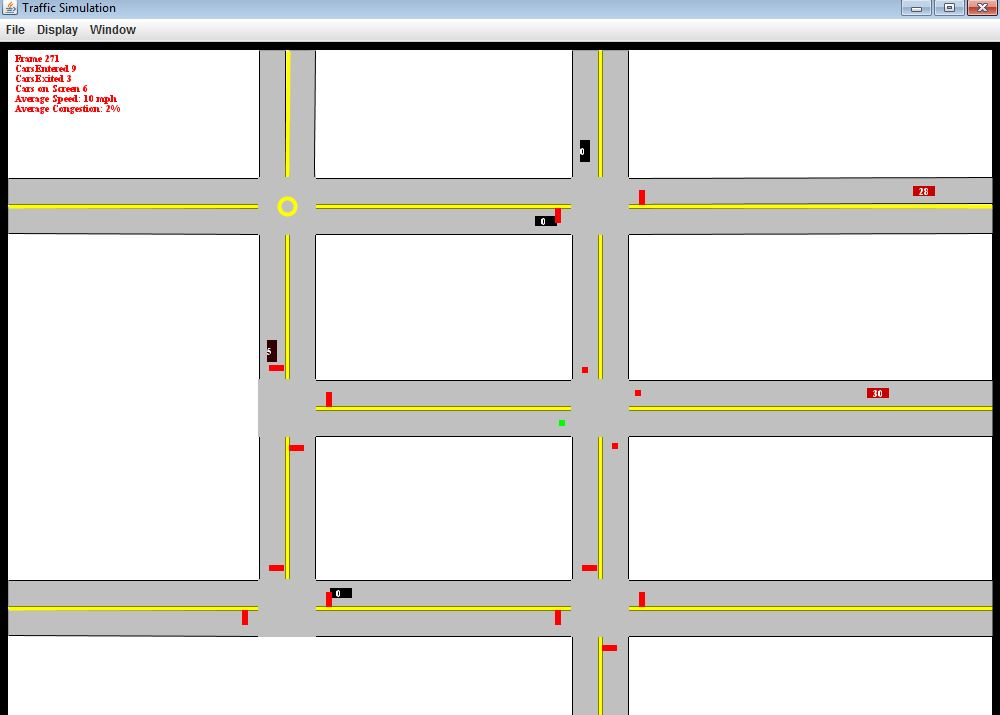 Traffic Simulation
File Display Window
Frame 271
CarsEntered 9
CarsExited 3
Cars on Screen 6
Average Speed: 10 mph
Average Congestion: 2%
0
28
0
5
30
0